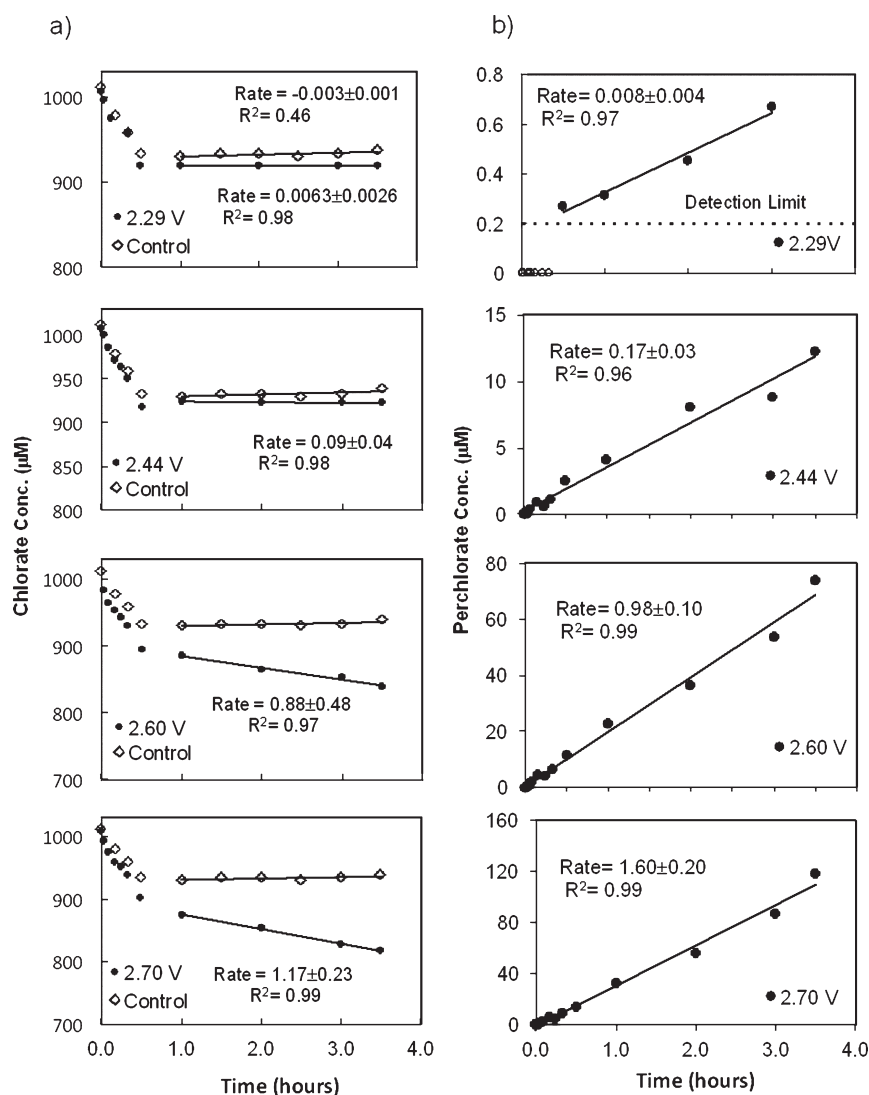 a)
Chlorate Conc. (µM)
1000
900
800
Rate = -0.003±0.001
R²= 0.46
Rate = 0.0063±0.0026
R²= 0.98
2.29 V
Control
1000
950
900
850
800
Rate = 0.09±0.04
R²= 0.98
2.44 V
Control
1000
900
800
700
Rate = 0.88±0.48
R²= 0.97
2.60 V
Control
1000
900
800
700
Rate = 1.17±0.23
R²= 0.99
2.70 V
Control
0.0 1.0 2.0 3.0 4.0
Time (hours)
b)
Perchlorate Conc. (µM)
0.8
0.6
0.4
0.2
0
Rate = 0.008±0.004
R²= 0.97
Detection Limit
2.29V
15
10
5
0
Rate= 0.17±0.03
R²= 0.96
2.44 V
80
60
40
20
0
Rate= 0.98±0.10
R²= 0.99
2.60 V
160
120
80
40
0
Rate = 1.60±0.20
R²= 0.99
2.70 V
0.0 1.0 2.0 3.0 4.0
Time (hours)